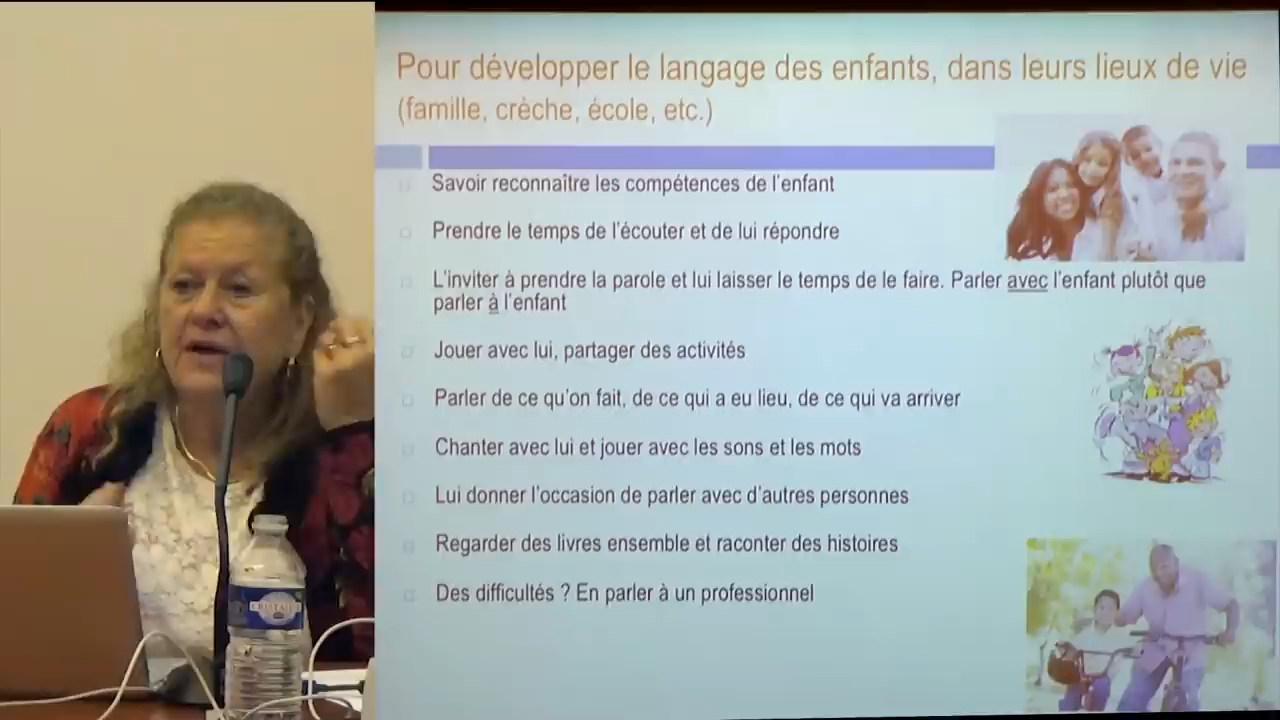 Pour développer le langage des enfants, dans leurs lieux de vie
(famille, crèche, école, etc.)
Savoir reconnaître les compétences de l'enfant
Prendre le temps de l'écouter et de lui répondre
L'inviter à prendre la parole et lui laisser le temps de le faire. Parler avec l'enfant plutôt que
parler à l'enfant
Jouer avec lui, partager des activités
Parler de ce qu'on fait, de ce qui a eu lieu, de ce qui va arriver
Chanter avec lui et jouer avec les sons et les mots
Lui donner l'occasion de parler avec d'autres personnes
Regarder des livres ensemble et raconter des histoires
Des difficultés ? En parler à un professionnel